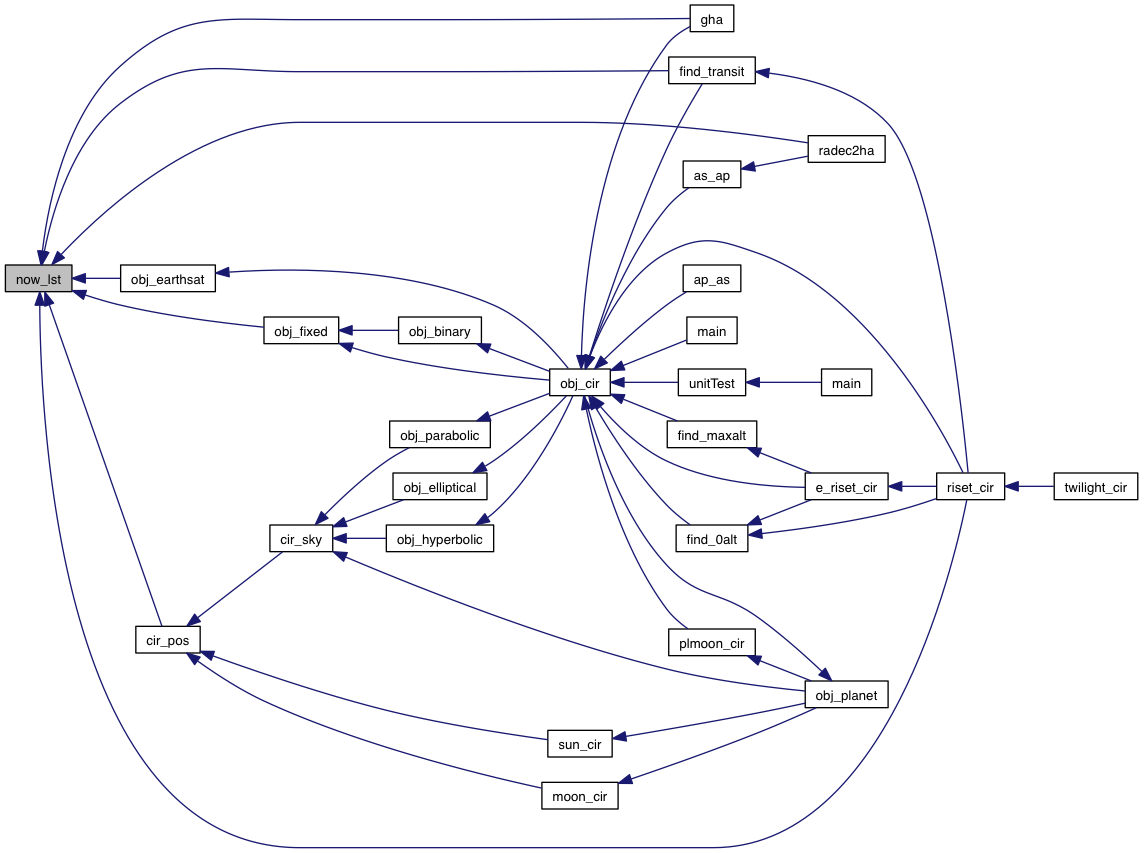 gha
find_transit
radec2ha
as_ap
now_lst
obj_earthsat
ap_as
obj_fixed
obj_binary
main
obj_cir
unitTest
main
obj_parabolic
find_maxalt
obj_elliptical
e_riset_cir
riset_cir
twilight_cir
cir_sky
obj_hyperbolic
find_0alt
cir_pos
plmoon_cir
obj_planet
sun_cir
moon_cir